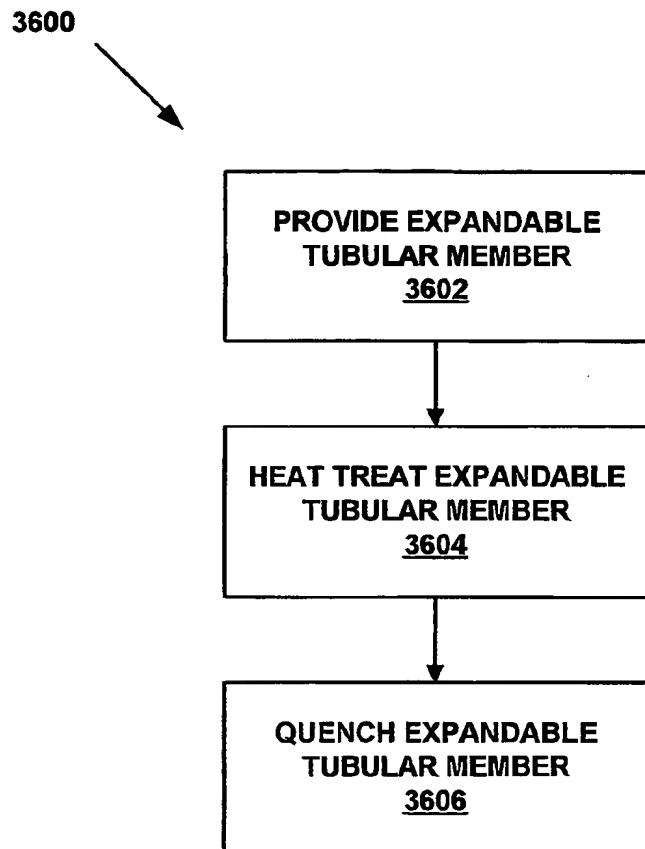 3600
PROVIDE EXPANDABLE
TUBULAR MEMBER
3602
HEAT TREAT EXPANDABLE
TUBULAR MEMBER
3604
QUENCH EXPANDABLE
TUBULAR MEMBER
3606